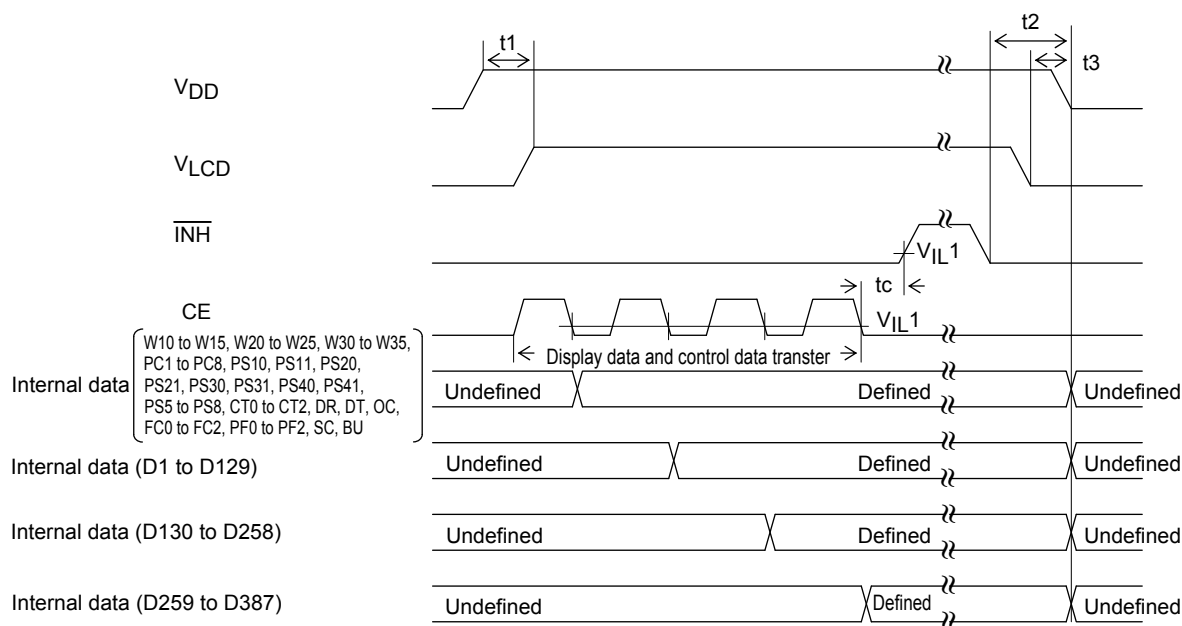 t1
t2
t3
VDD
VLCD
INH
VIL1
tc
CE
VIL1
Display data and control data transter
Internal data
W10 to W15, W20 to W25, W30 to W35,
PC1 to PC8, PS10, PS11, PS20,
PS21, PS30, PS31, PS40, PS41,
PS5 to PS8, CT0 to CT2, DR, DT, OC,
FC0 to FC2, PF0 to PF2, SC, BU
Undefined
Defined
Undefined
Internal data (D1 to D129)
Undefined
Defined
Undefined
Internal data (D130 to D258)
Undefined
Defined
Undefined
Internal data (D259 to D387)
Undefined
Defined
Undefined